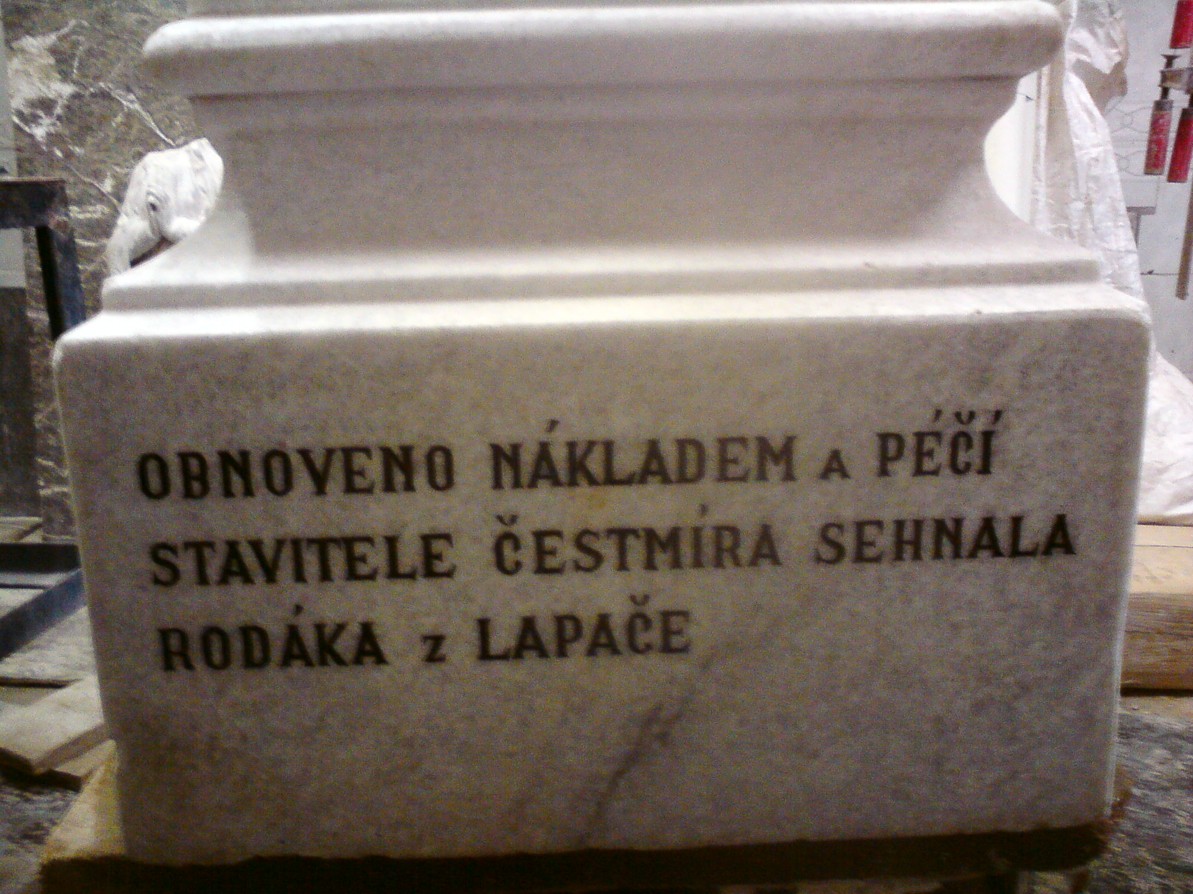 OBNOVENO NÁKLADEM A PÉČÍ
STAVITELE ČESTMÍRA SEHNALA
RODÁKA Z LAPAČE